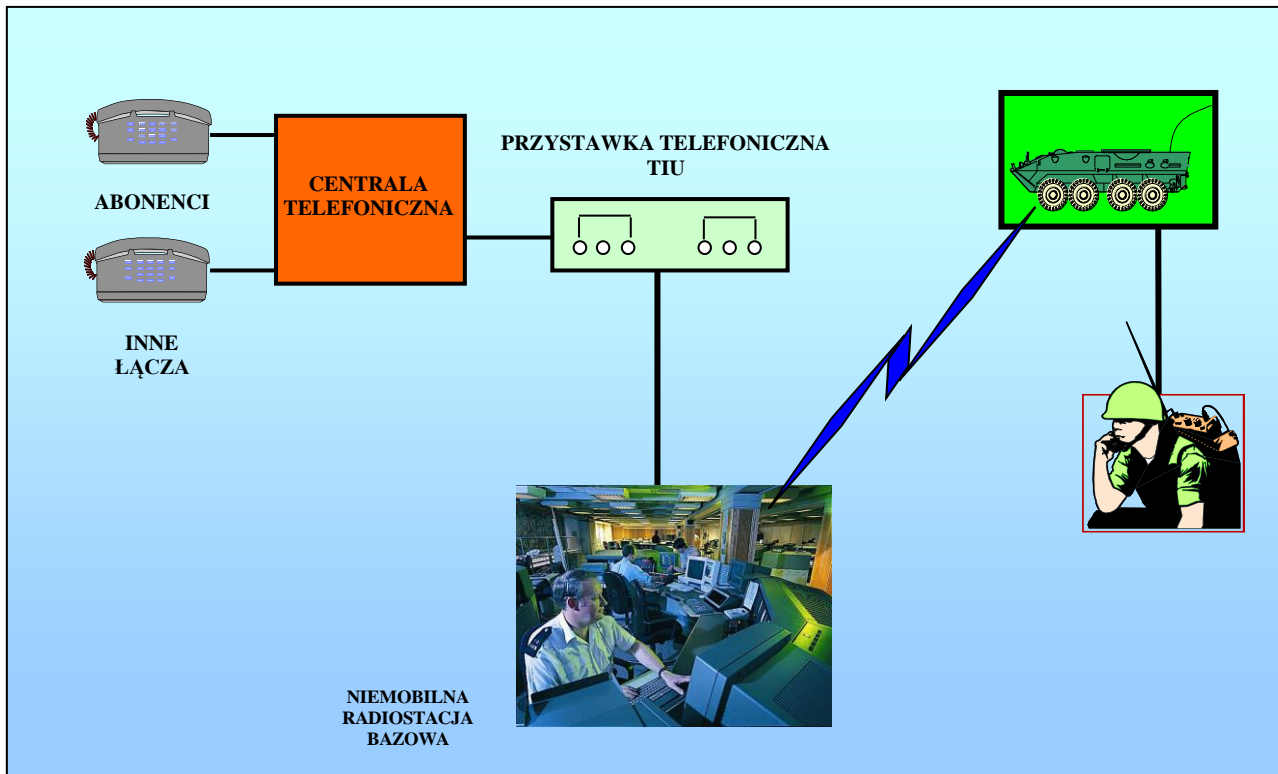 ABONENCI
INNE
ŁĄCZA
CENTRALA
TELEFONICZNA
PRZYSTAWKA TELEFONICZNA
TIU
NIEMOBILNA
RADIOSTACJA
BAZOWA